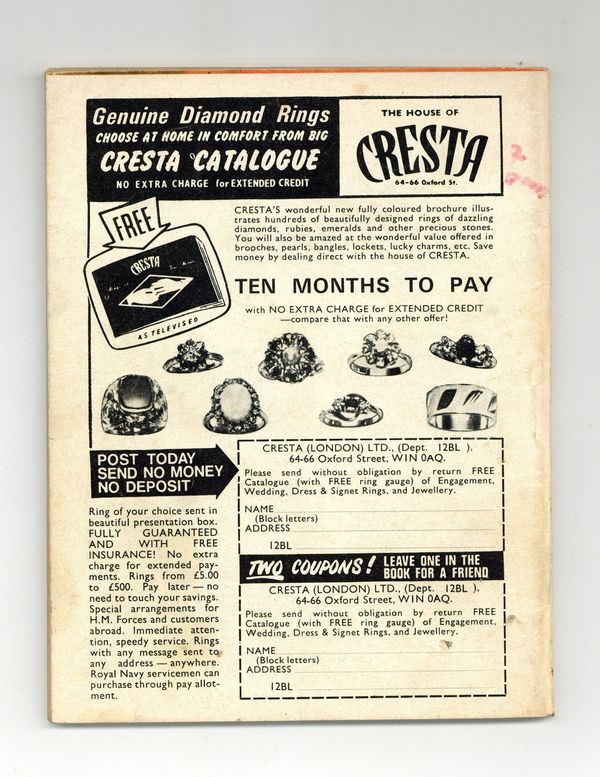 Genuine Diamond Rings
CHOOSE AT HOME IN COMFORT FROM BIG
CRESTA CATALOGUE
NO EXTRA CHARGE for EXTENDED CREDIT
THE HOUSE OF
CRESTA
64-66 Oxford St.
2
FREE
CRESTA
AS TELEVISED
CRESTA'S wonderful new fully coloured brochure illus-
trates hundreds of beautifully designed rings of dazzling
diamonds, rubies, emeralds and other precious stones.
You will also be amazed at the wonderful value offered in
brooches, pearls, bangles, lockets, lucky charms, etc. Save
money by dealing direct with the house of CRESTA.
TEN MONTHS TO PAY
with NO EXTRA CHARGE for EXTENDED CREDIT
—compare that with any other offer!
POST TODAY
SEND NO MONEY
NO DEPOSIT
Ring of your choice sent in
beautiful presentation box.
FULLY GUARANTEED
AND WITH FREE
INSURANCE! No extra
charge for extended pay-
ments. Rings from £5.00
to £500. Pay later — no
need to touch your savings.
Special arrangements for
H.M. Forces and customers
abroad. Immediate atten-
tion, speedy service. Rings
with any message sent to
any address — anywhere.
Royal Navy servicemen can
purchase through pay allot-
ment.
CRESTA (LONDON) LTD., (Dept. 12BL ).
64-66 Oxford Street, W1N 0AQ.
Please send without obligation by return FREE
Catalogue (with FREE ring gauge) of Engagement,
Wedding, Dress & Signet Rings, and Jewellery.
NAME
(Block letters)
ADDRESS
12BL
TWO COUPONS! LEAVE ONE IN THE
BOOK FOR A FRIEND
CRESTA (LONDON) LTD., (Dept. 12BL ).
64-66 Oxford Street, W1N 0AQ.
Please send without obligation by return FREE
Catalogue (with FREE ring gauge) of Engagement,
Wedding, Dress & Signet Rings, and Jewellery.
NAME
(Block letters)
ADDRESS
12BL